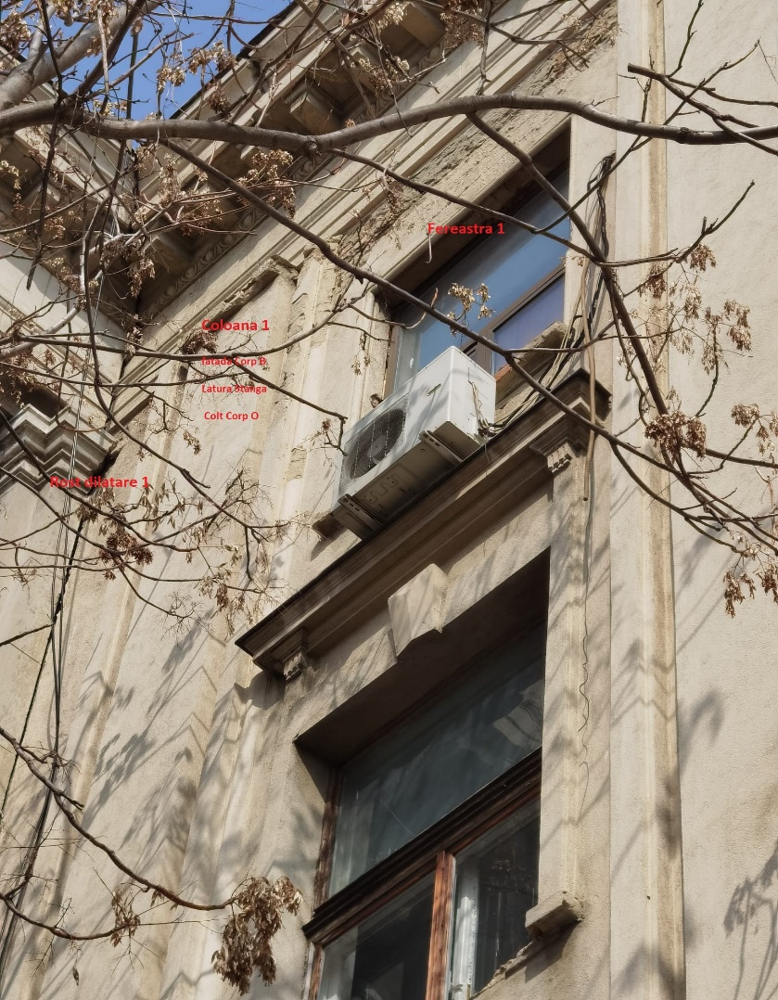 Fereastra 1
Coloana 1
fatada Corp B
Latura Stanga
Colt Corp O
Rost dilatare 1